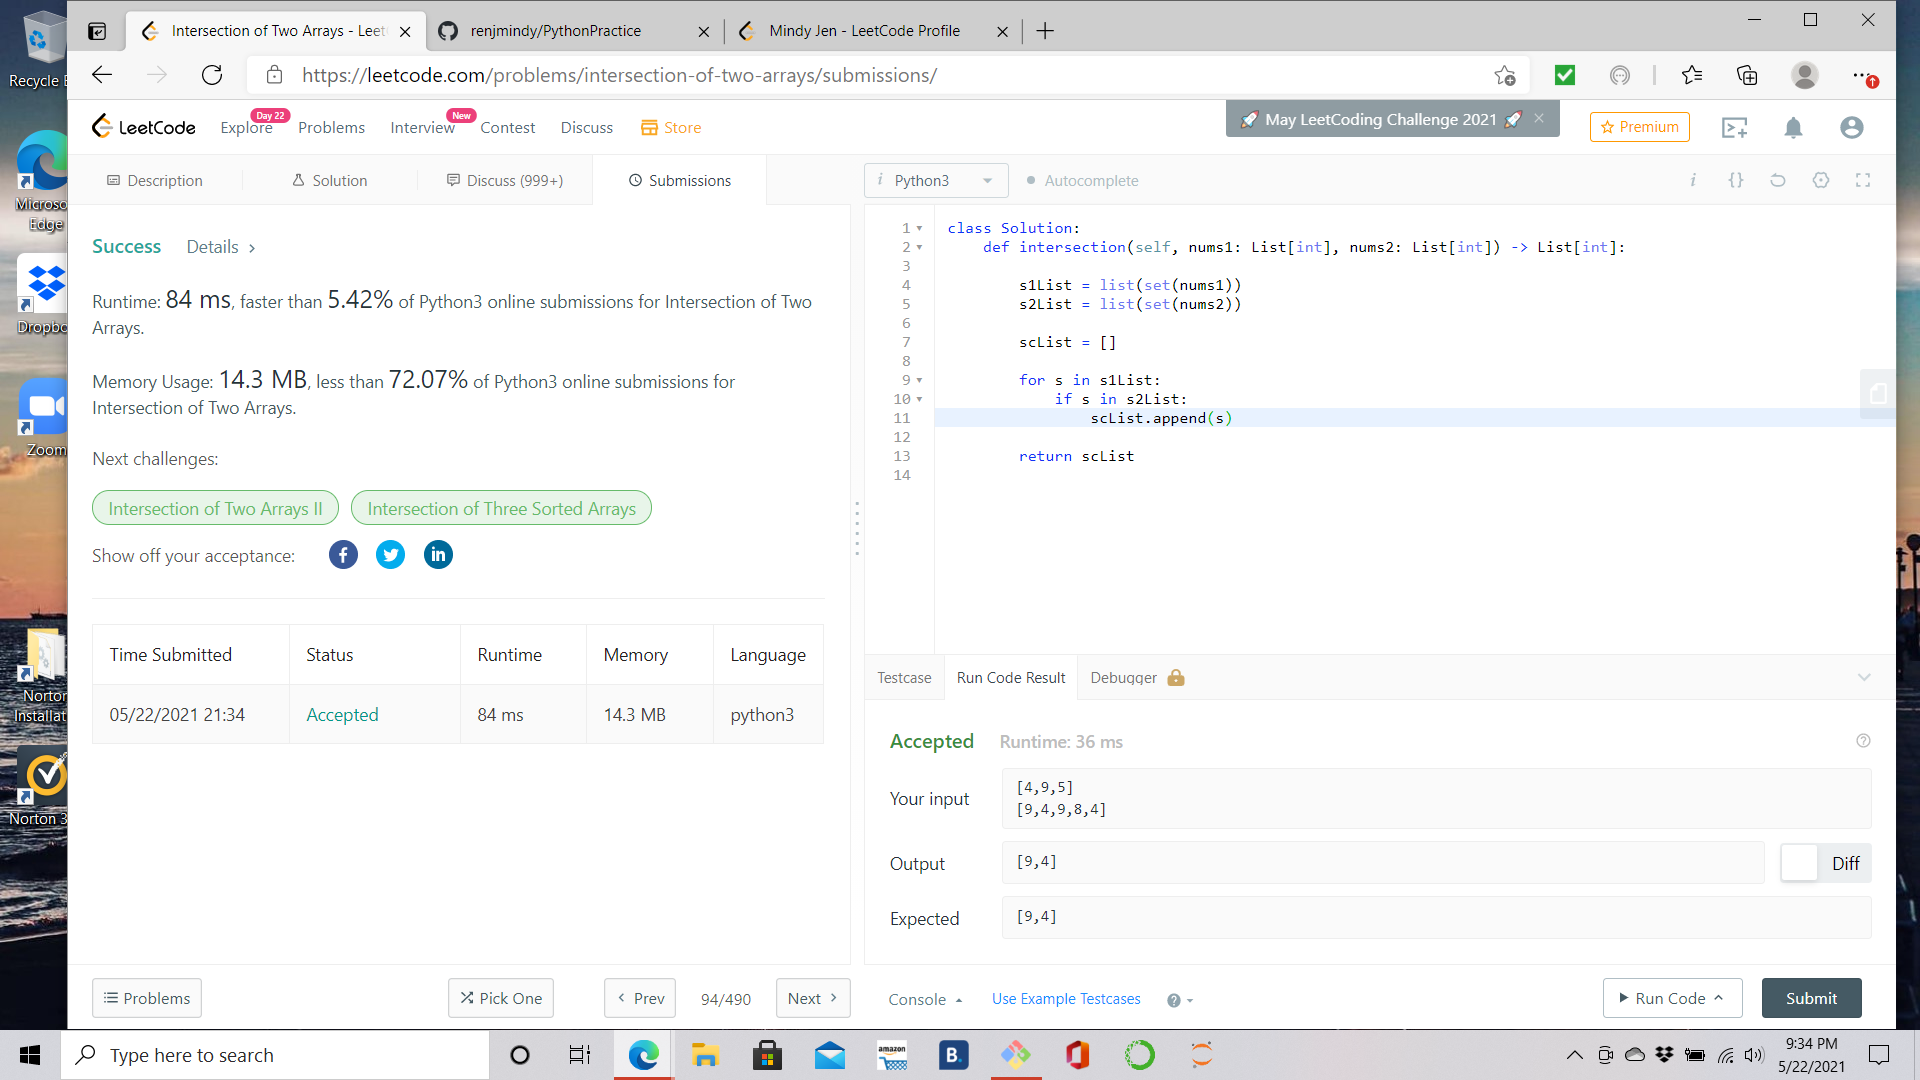 Intersection of Two Arrays - Leet
renjmindy/PythonPractice
Mindy Jen - LeetCode Profile
https://leetcode.com/problems/intersection-of-two-arrays/submissions/
LeetCode
Explore
Day 22
Problems
Interview
New
Contest
Discuss
Store
🚀 May LeetCoding Challenge 2021 🚀
Premium
Description
Solution
Discuss (999+)
Submissions
i Python3
Autocomplete
Success Details
Runtime: 84 ms, faster than 5.42% of Python3 online submissions for Intersection of Two
Arrays.
Memory Usage: 14.3 MB, less than 72.07% of Python3 online submissions for
Intersection of Two Arrays.
Next challenges:
Intersection of Two Arrays II
Intersection of Three Sorted Arrays
Show off your acceptance:
Time Submitted Status Runtime Memory Language
05/22/2021 21:34 Accepted 84 ms 14.3 MB python3
1 class Solution:
2 def intersection(self, nums1: List[int], nums2: List[int]) -> List[int]:
3
4 s1List = list(set(nums1))
5 s2List = list(set(nums2))
6
7 scList = []
8
9 for s in s1List:
10 if s in s2List:
11 scList.append(s)
12
13 return scList
14
Testcase
Run Code Result
Debugger
Accepted Runtime: 36 ms
Your input
[4,9,5]
[9,4,9,8,4]
Output
[9,4]
Diff
Expected
[9,4]
Problems
Pick One
Prev
94/490
Next
Console
Use Example Testcases
Run Code
Submit
Recycle
Microso
Edge
Dropbo
Zoom
Norton
Installat
Norton 3
Type here to search
amazon
B.
9:34 PM
5/22/2021